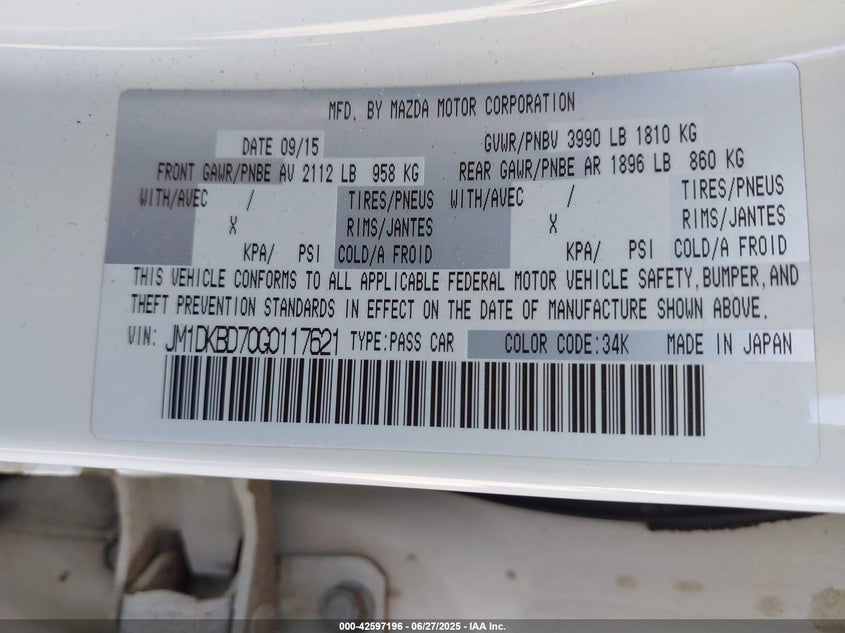 MFD. BY MAZDA MOTOR CORPORATION
DATE 09/15 GVWR/PNBV 3990 LB 1810 KG
FRONT GAWR/PNBE AV 2112 LB 958 KG REAR GAWR/PNBE AR 1896 LB 860 KG
WITH/AVEC / TIRES/PNEUS WITH/AVEC / TIRES/PNEUS
X RIMS/JANTES X RIMS/JANTES
KPA/ PSI COLD/A FROID KPA/ PSI COLD/A FROID
THIS VEHICLE CONFORMS TO ALL APPLICABLE FEDERAL MOTOR VEHICLE SAFETY, BUMPER, AND
THEFT PREVENTION STANDARDS IN EFFECT ON THE DATE OF MANUFACTURE SHOWN ABOVE.
VIN: JM1DKBD70G0117621 TYPE: PASS CAR COLOR CODE: 34K MADE IN JAPAN
000-42597196 - 06/27/2025 - IAA Inc.